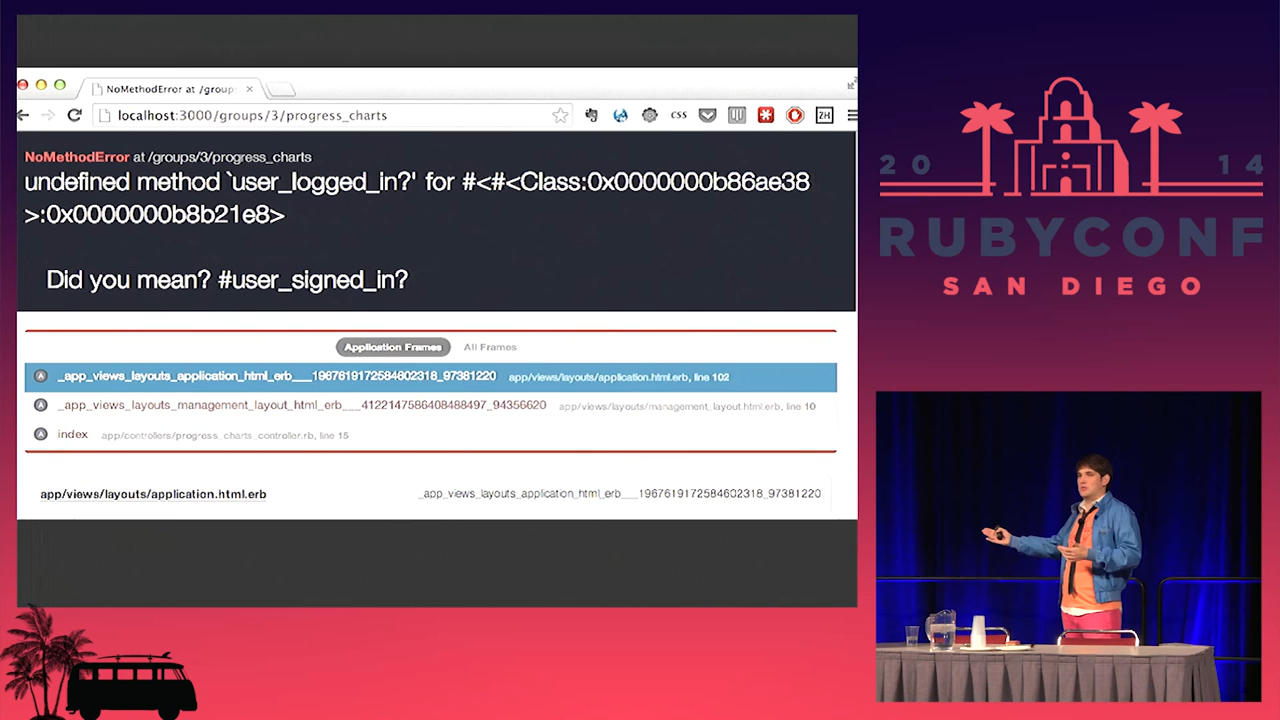 NoMethodError at /group
localhost:3000/groups/3/progress_charts
css
ZH
NoMethodError at /groups/3/progress_charts
undefined method `user_logged_in?' for #<#<Class:0x0000000b86ae38
>:0x0000000b8b21e8>
Did you mean? #user_signed_in?
Application Frames
All Frames
_app_views_layouts_application_html_erb___1967619172584602318_97381220 app/views/layouts/application.html.erb, line 102
_app_views_layouts_management_layout_html_erb___4122147586408488497_94356620 app/views/layouts/management_layout.html.erb, line 10
index app/controllers/progress_charts_controller.rb, line 15
app/views/layouts/application.html.erb
_app_views_layouts_application_html_erb___1967619172584602318_97381220
20 14
RUBYCONF
SAN DIEGO